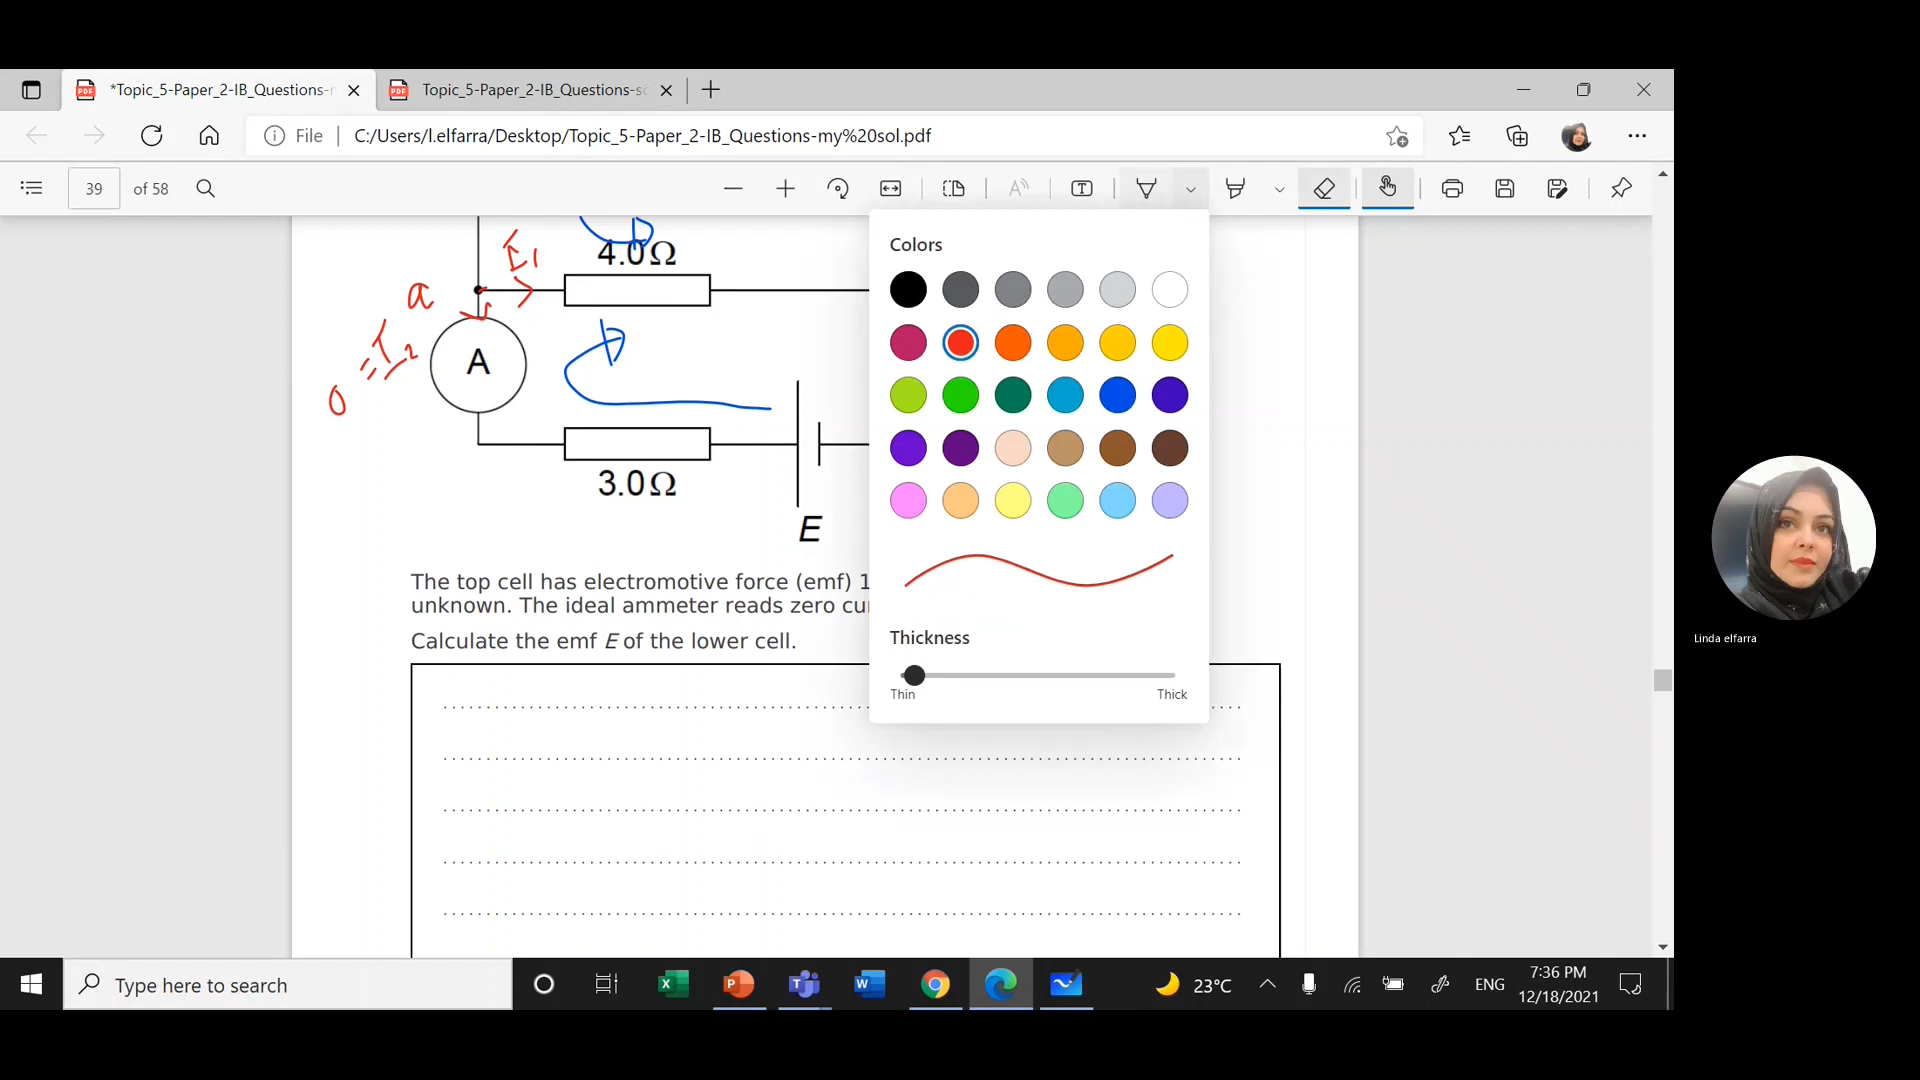 *Topic_5-Paper_2-IB_Questions-
Topic_5-Paper_2-IB_Questions-so
File
C:/Users/l.elfarra/Desktop/Topic_5-Paper_2-IB_Questions-my%20sol.pdf
39
of 58
4.0Ω
I1
a
A
0 = I2
3.0Ω
E
The top cell has electromotive force (emf) 1
unknown. The ideal ammeter reads zero cu
Calculate the emf E of the lower cell.
Colors
Thickness
Thin
Thick
Linda elfarra
Type here to search
23°C
ENG
7:36 PM
12/18/2021